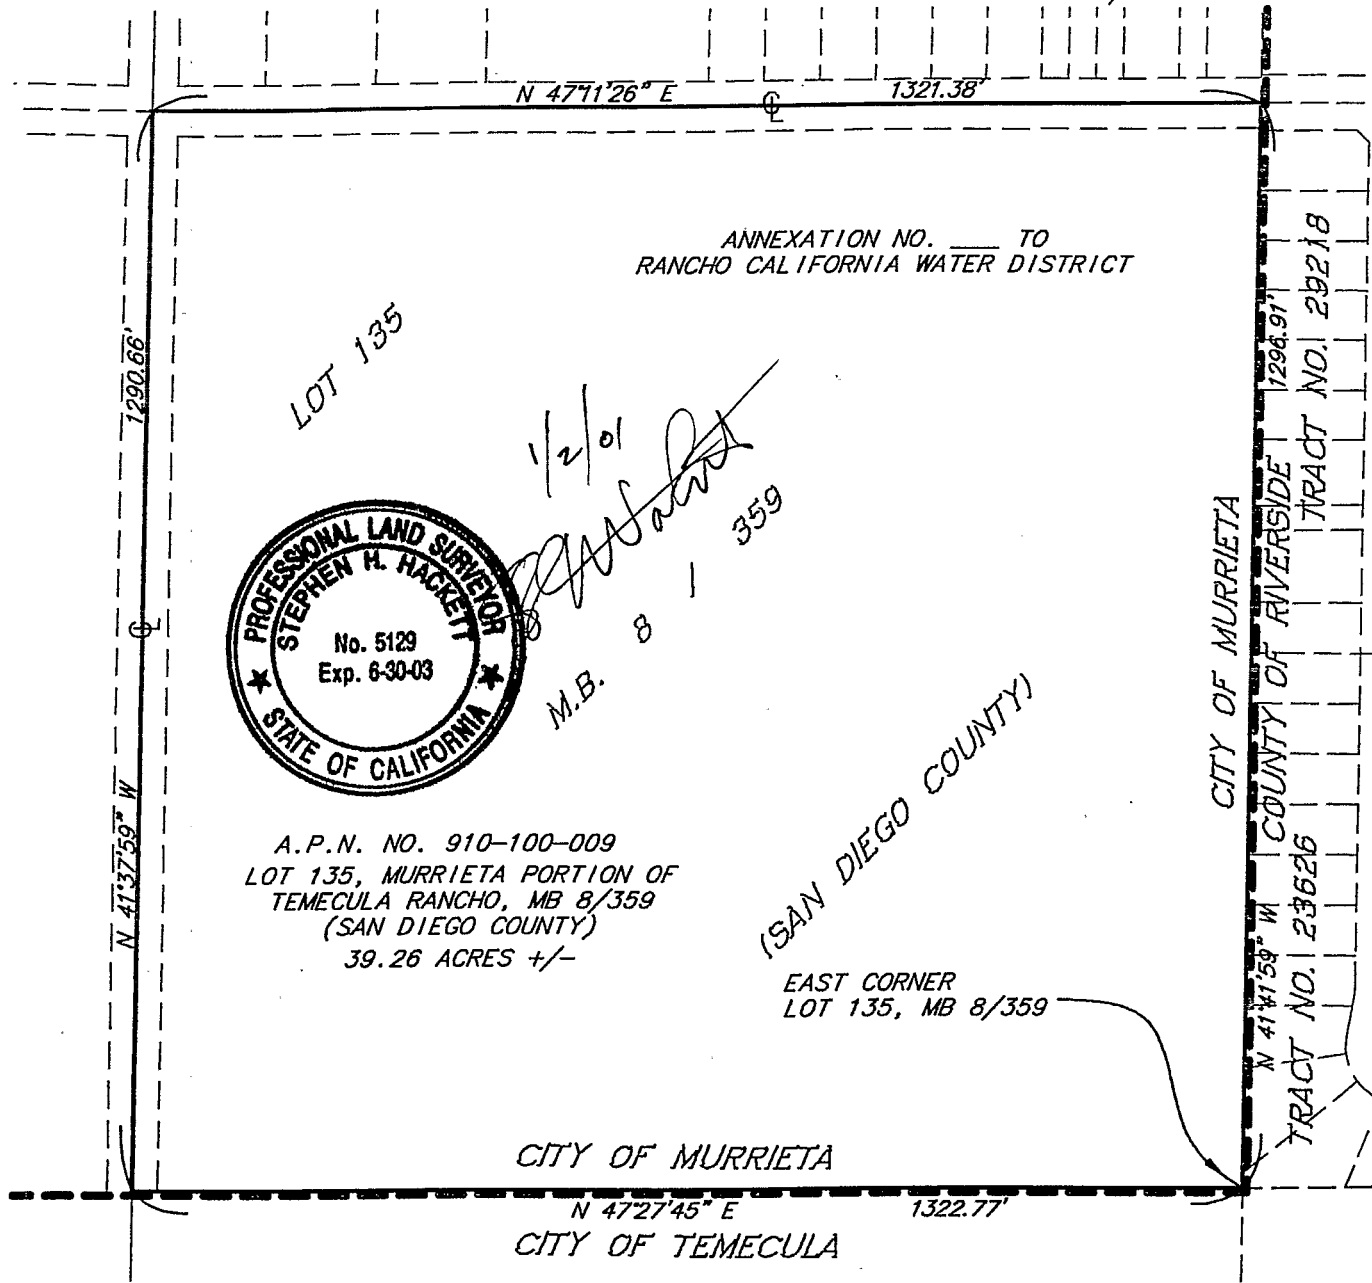 N 47°11'26" E 1321.38'
ANNEXATION NO. ___ TO
RANCHO CALIFORNIA WATER DISTRICT
LOT 135
1290.66'
N 41°37'59" W
1/2/01
M.B. 8 / 359
PROFESSIONAL LAND SURVEYOR
STEPHEN H. HACKETT
No. 5129
Exp. 6-30-03
STATE OF CALIFORNIA
A.P.N. NO. 910-100-009
LOT 135, MURRIETA PORTION OF
TEMECULA RANCHO, MB 8/359
(SAN DIEGO COUNTY)
39.26 ACRES +/-
(SAN DIEGO COUNTY)
EAST CORNER
LOT 135, MB 8/359
CITY OF MURRIETA
COUNTY OF RIVERSIDE
1296.91'
N 41°41'59" W
TRACT NO. 29218
TRACT NO. 23626
CITY OF MURRIETA
N 47°27'45" E 1322.77'
CITY OF TEMECULA